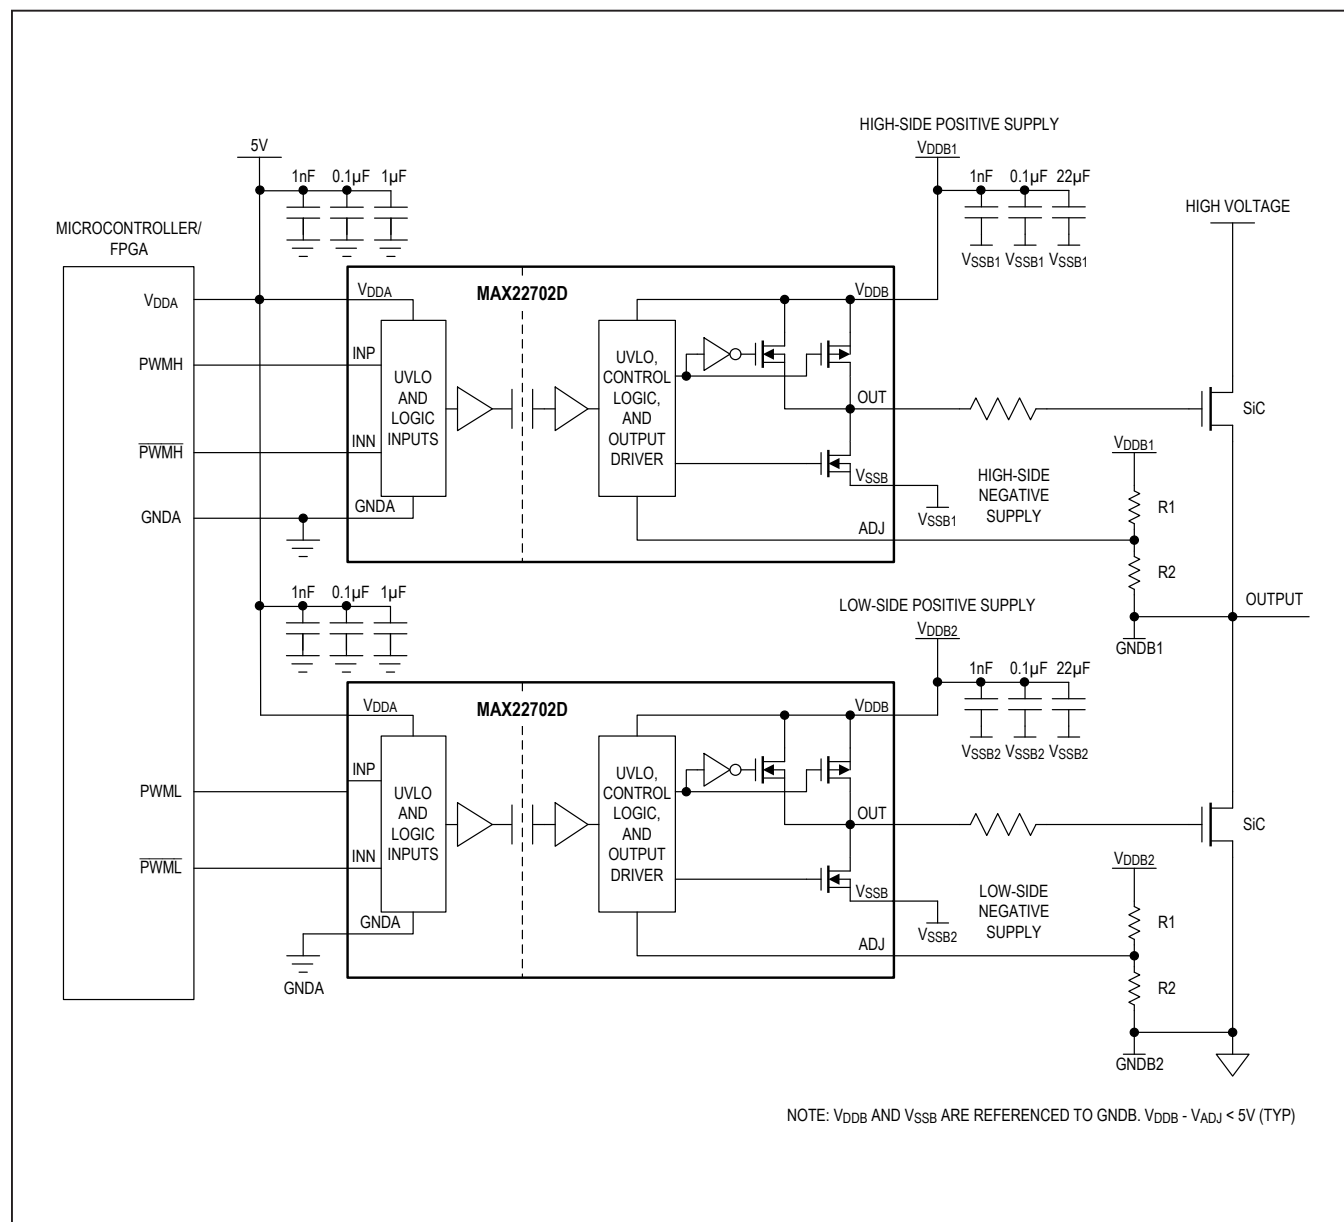 HIGH-SIDE POSITIVE SUPPLY
5V
VDDB1
1nF 0.1µF 1µF
1nF 0.1µF 22µF
HIGH VOLTAGE
MICROCONTROLLER/
FPGA
VSSB1 VSSB1 VSSB1
VDDA
VDDA
MAX22702D
VDDB
PWMH
INP
UVLO
AND
LOGIC
INPUTS
UVLO,
CONTROL
LOGIC,
AND
OUTPUT
DRIVER
OUT
SiC
PWMH
INN
VDDB1
VSSB
HIGH-SIDE
NEGATIVE
SUPPLY
GNDA
GNDA
VSSB1
R1
ADJ
R2
1nF 0.1µF 1µF
LOW-SIDE POSITIVE SUPPLY
OUTPUT
VDDB2
GNDB1
1nF 0.1µF 22µF
VDDA
MAX22702D
VDDB
VSSB2 VSSB2 VSSB2
PWML
INP
UVLO
AND
LOGIC
INPUTS
UVLO,
CONTROL
LOGIC,
AND
OUTPUT
DRIVER
OUT
SiC
PWML
INN
VDDB2
VSSB
LOW-SIDE
NEGATIVE
SUPPLY
GNDA
VSSB2
R1
ADJ
GNDA
R2
GNDB2
NOTE: VDDB AND VSSB ARE REFERENCED TO GNDB. VDDB - VADJ < 5V (TYP)